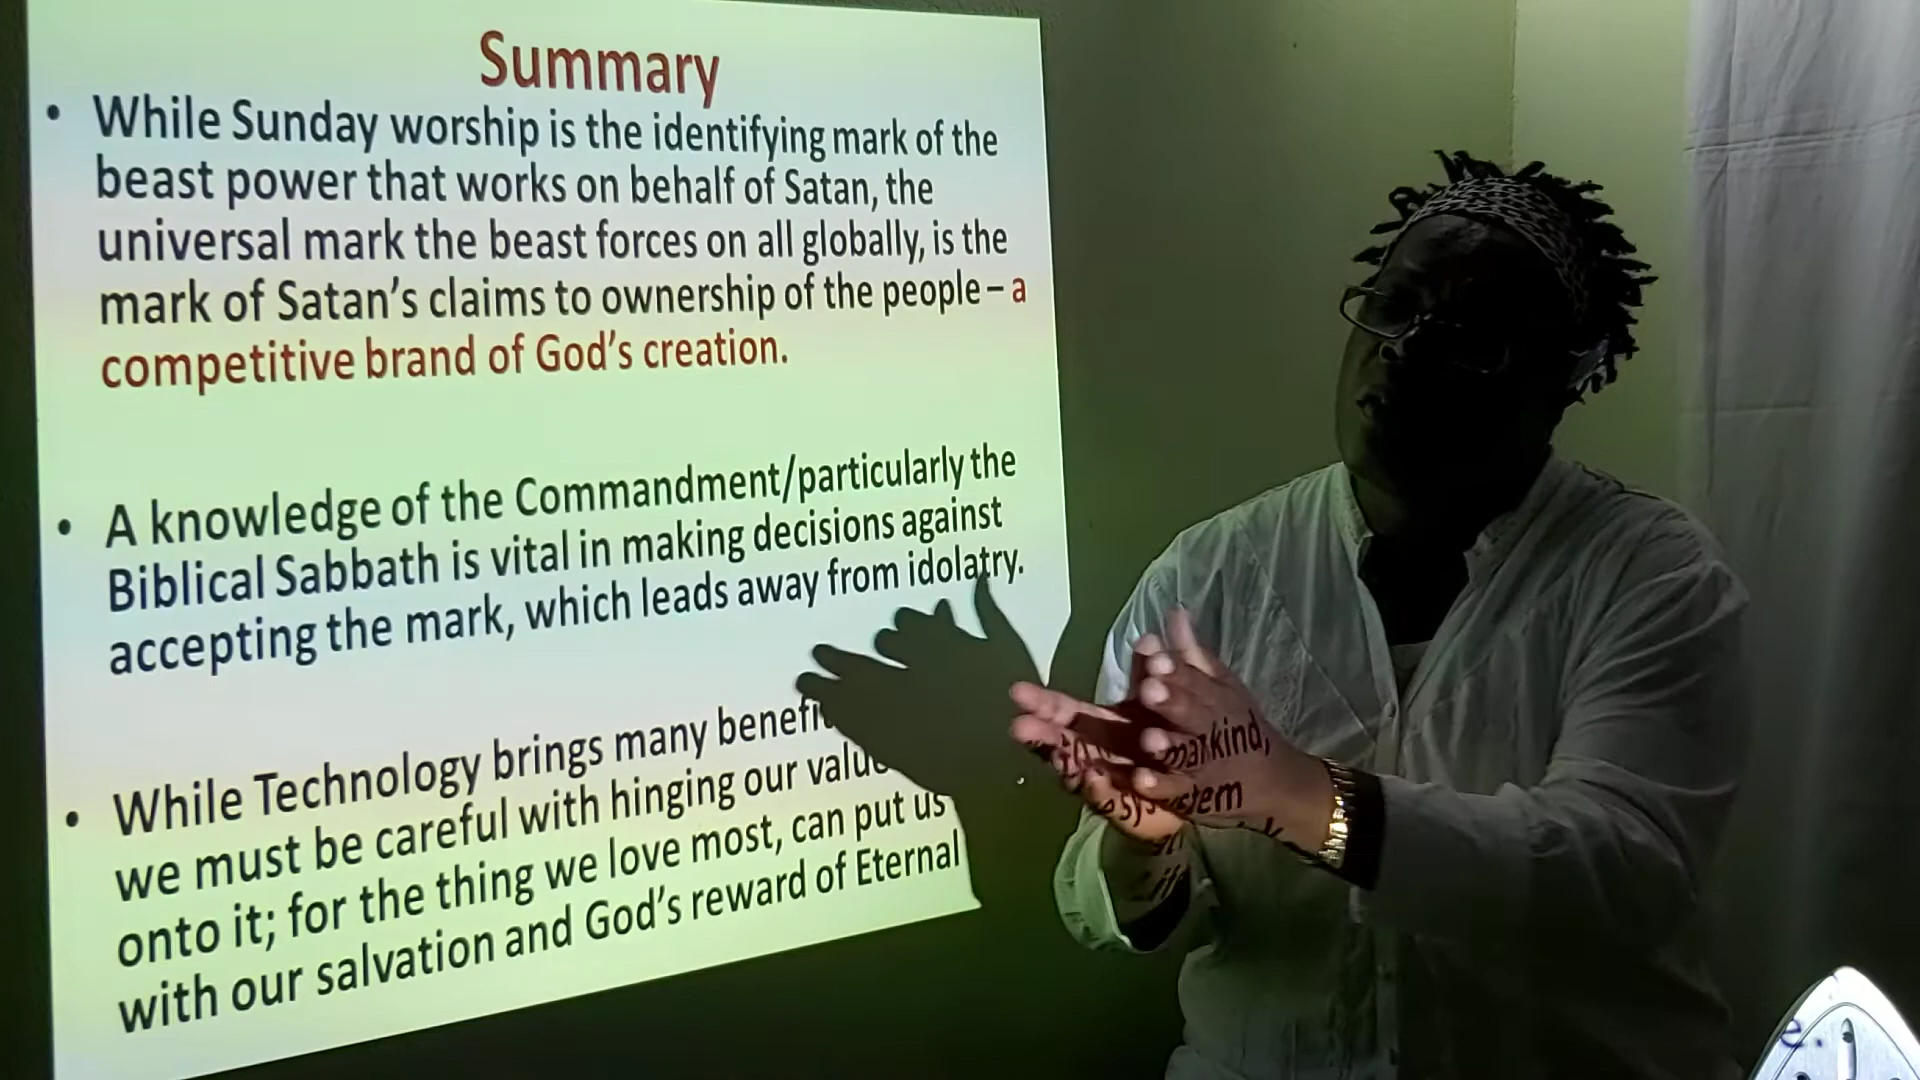 Summary
• While Sunday worship is the identifying mark of the
beast power that works on behalf of Satan, the
universal mark the beast forces on all globally, is the
mark of Satan's claims to ownership of the people – a
competitive brand of God's creation.
• A knowledge of the Commandment/particularly the
Biblical Sabbath is vital in making decisions against
accepting the mark, which leads away from idolatry.
• While Technology brings many
mankind,
we must be careful with hinging our
system
onto it; for the thing we love most, can put us
with our salvation and God's reward of Eternal
e.